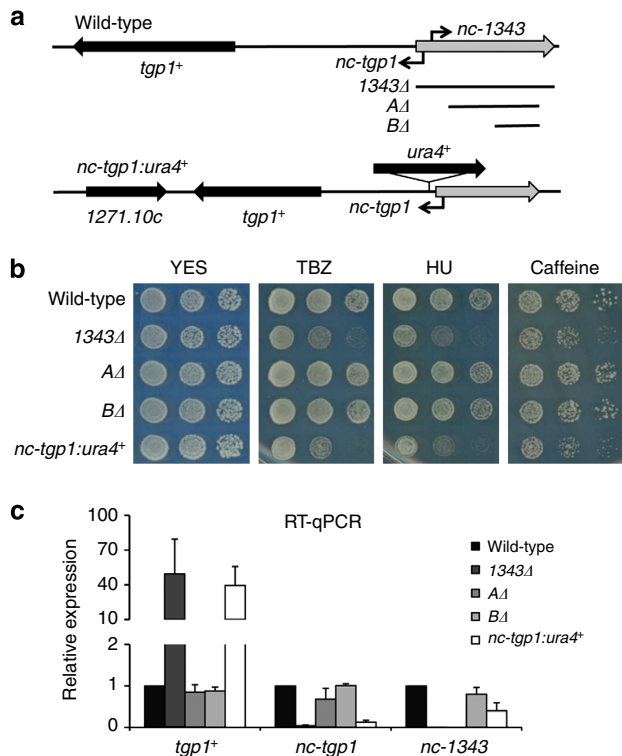 a
Wild-type
nc-1343
tgp1+
nc-tgp1
1343Δ
AΔ
BΔ
nc-tgp1:ura4+
ura4+
1271.10c
tgp1+
nc-tgp1
b
YES TBZ HU Caffeine
Wild-type
1343Δ
AΔ
BΔ
nc-tgp1:ura4+
c
RT-qPCR
Relative expression
100
70
40
10
2
1
0
Wild-type
1343Δ
AΔ
BΔ
nc-tgp1:ura4+
tgp1+ nc-tgp1 nc-1343